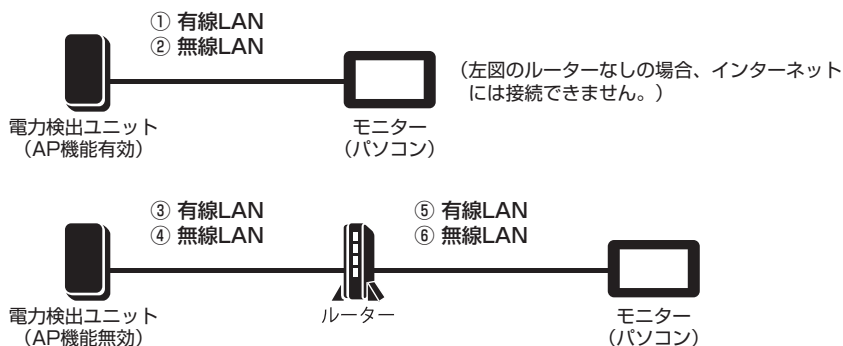 ① 有線LAN
② 無線LAN
(左図のルーターなしの場合、インターネット
には接続できません。)
電力検出ユニット
(AP機能有効)
モニター
(パソコン)
③ 有線LAN
④ 無線LAN
⑤ 有線LAN
⑥ 無線LAN
電力検出ユニット
(AP機能無効)
ルーター
モニター
(パソコン)